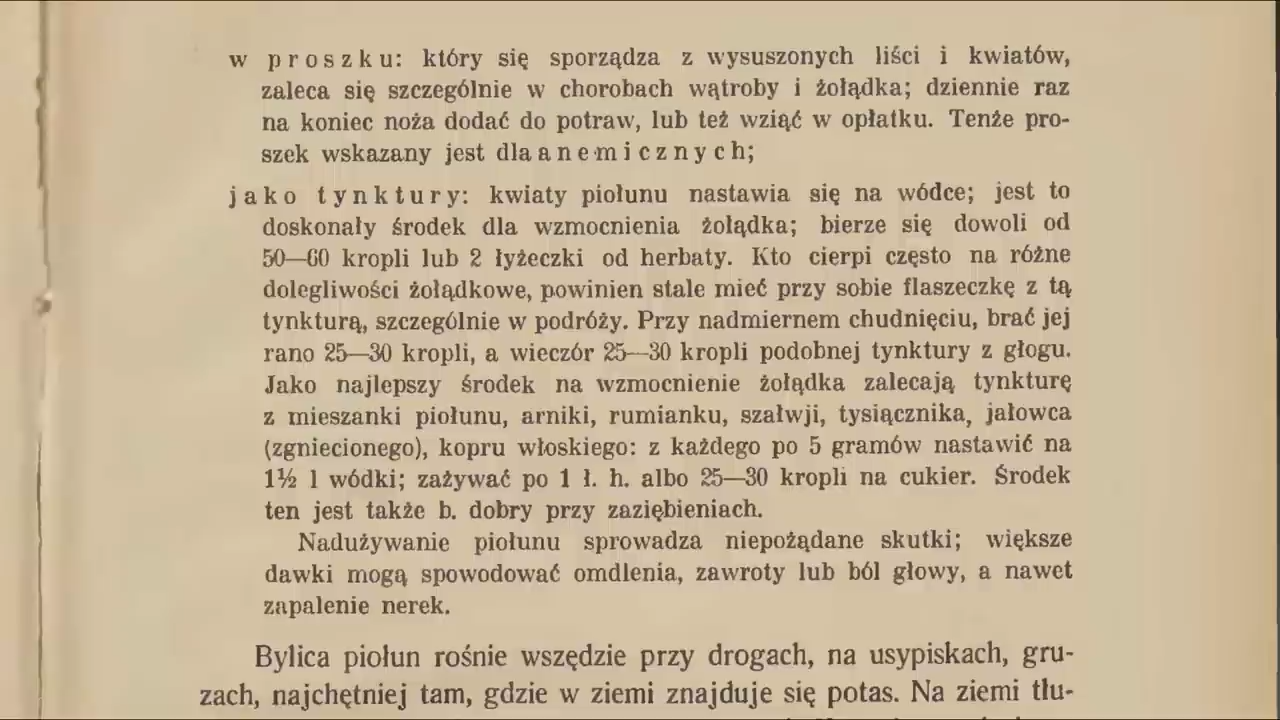 w proszku: który się sporządza z wysuszonych liści i kwiatów,
zaleca się szczególnie w chorobach wątroby i żołądka; dziennie raz
na koniec noża dodać do potraw, lub też wziąć w opłatku. Tenże pro-
szek wskazany jest dla anemicznych;
jako tynktury: kwiaty piołunu nastawia się na wódce; jest to
doskonały środek dla wzmocnienia żołądka; bierze się dowoli od
50—60 kropli lub 2 łyżeczki od herbaty. Kto cierpi często na różne
dolegliwości żołądkowe, powinien stale mieć przy sobie flaszeczkę z tą
tynkturą, szczególnie w podróży. Przy nadmiernem chudnięciu, brać jej
rano 25—30 kropli, a wieczór 25—30 kropli podobnej tynktury z głogu.
Jako najlepszy środek na wzmocnienie żołądka zalecają tynkturę
z mieszanki piołunu, arniki, rumianku, szałwji, tysiącznika, jałowca
(zgniecionego), kopru włoskiego: z każdego po 5 gramów nastawić na
1½ l wódki; zażywać po 1 ł. h. albo 25—30 kropli na cukier. Środek
ten jest także b. dobry przy zaziębieniach.
Nadużywanie piołunu sprowadza niepożądane skutki; większe
dawki mogą spowodować omdlenia, zawroty lub ból głowy, a nawet
zapalenie nerek.
Bylica piołun rośnie wszędzie przy drogach, na usypiskach, gru-
zach, najchętniej tam, gdzie w ziemi znajduje się potas. Na ziemi tłu-